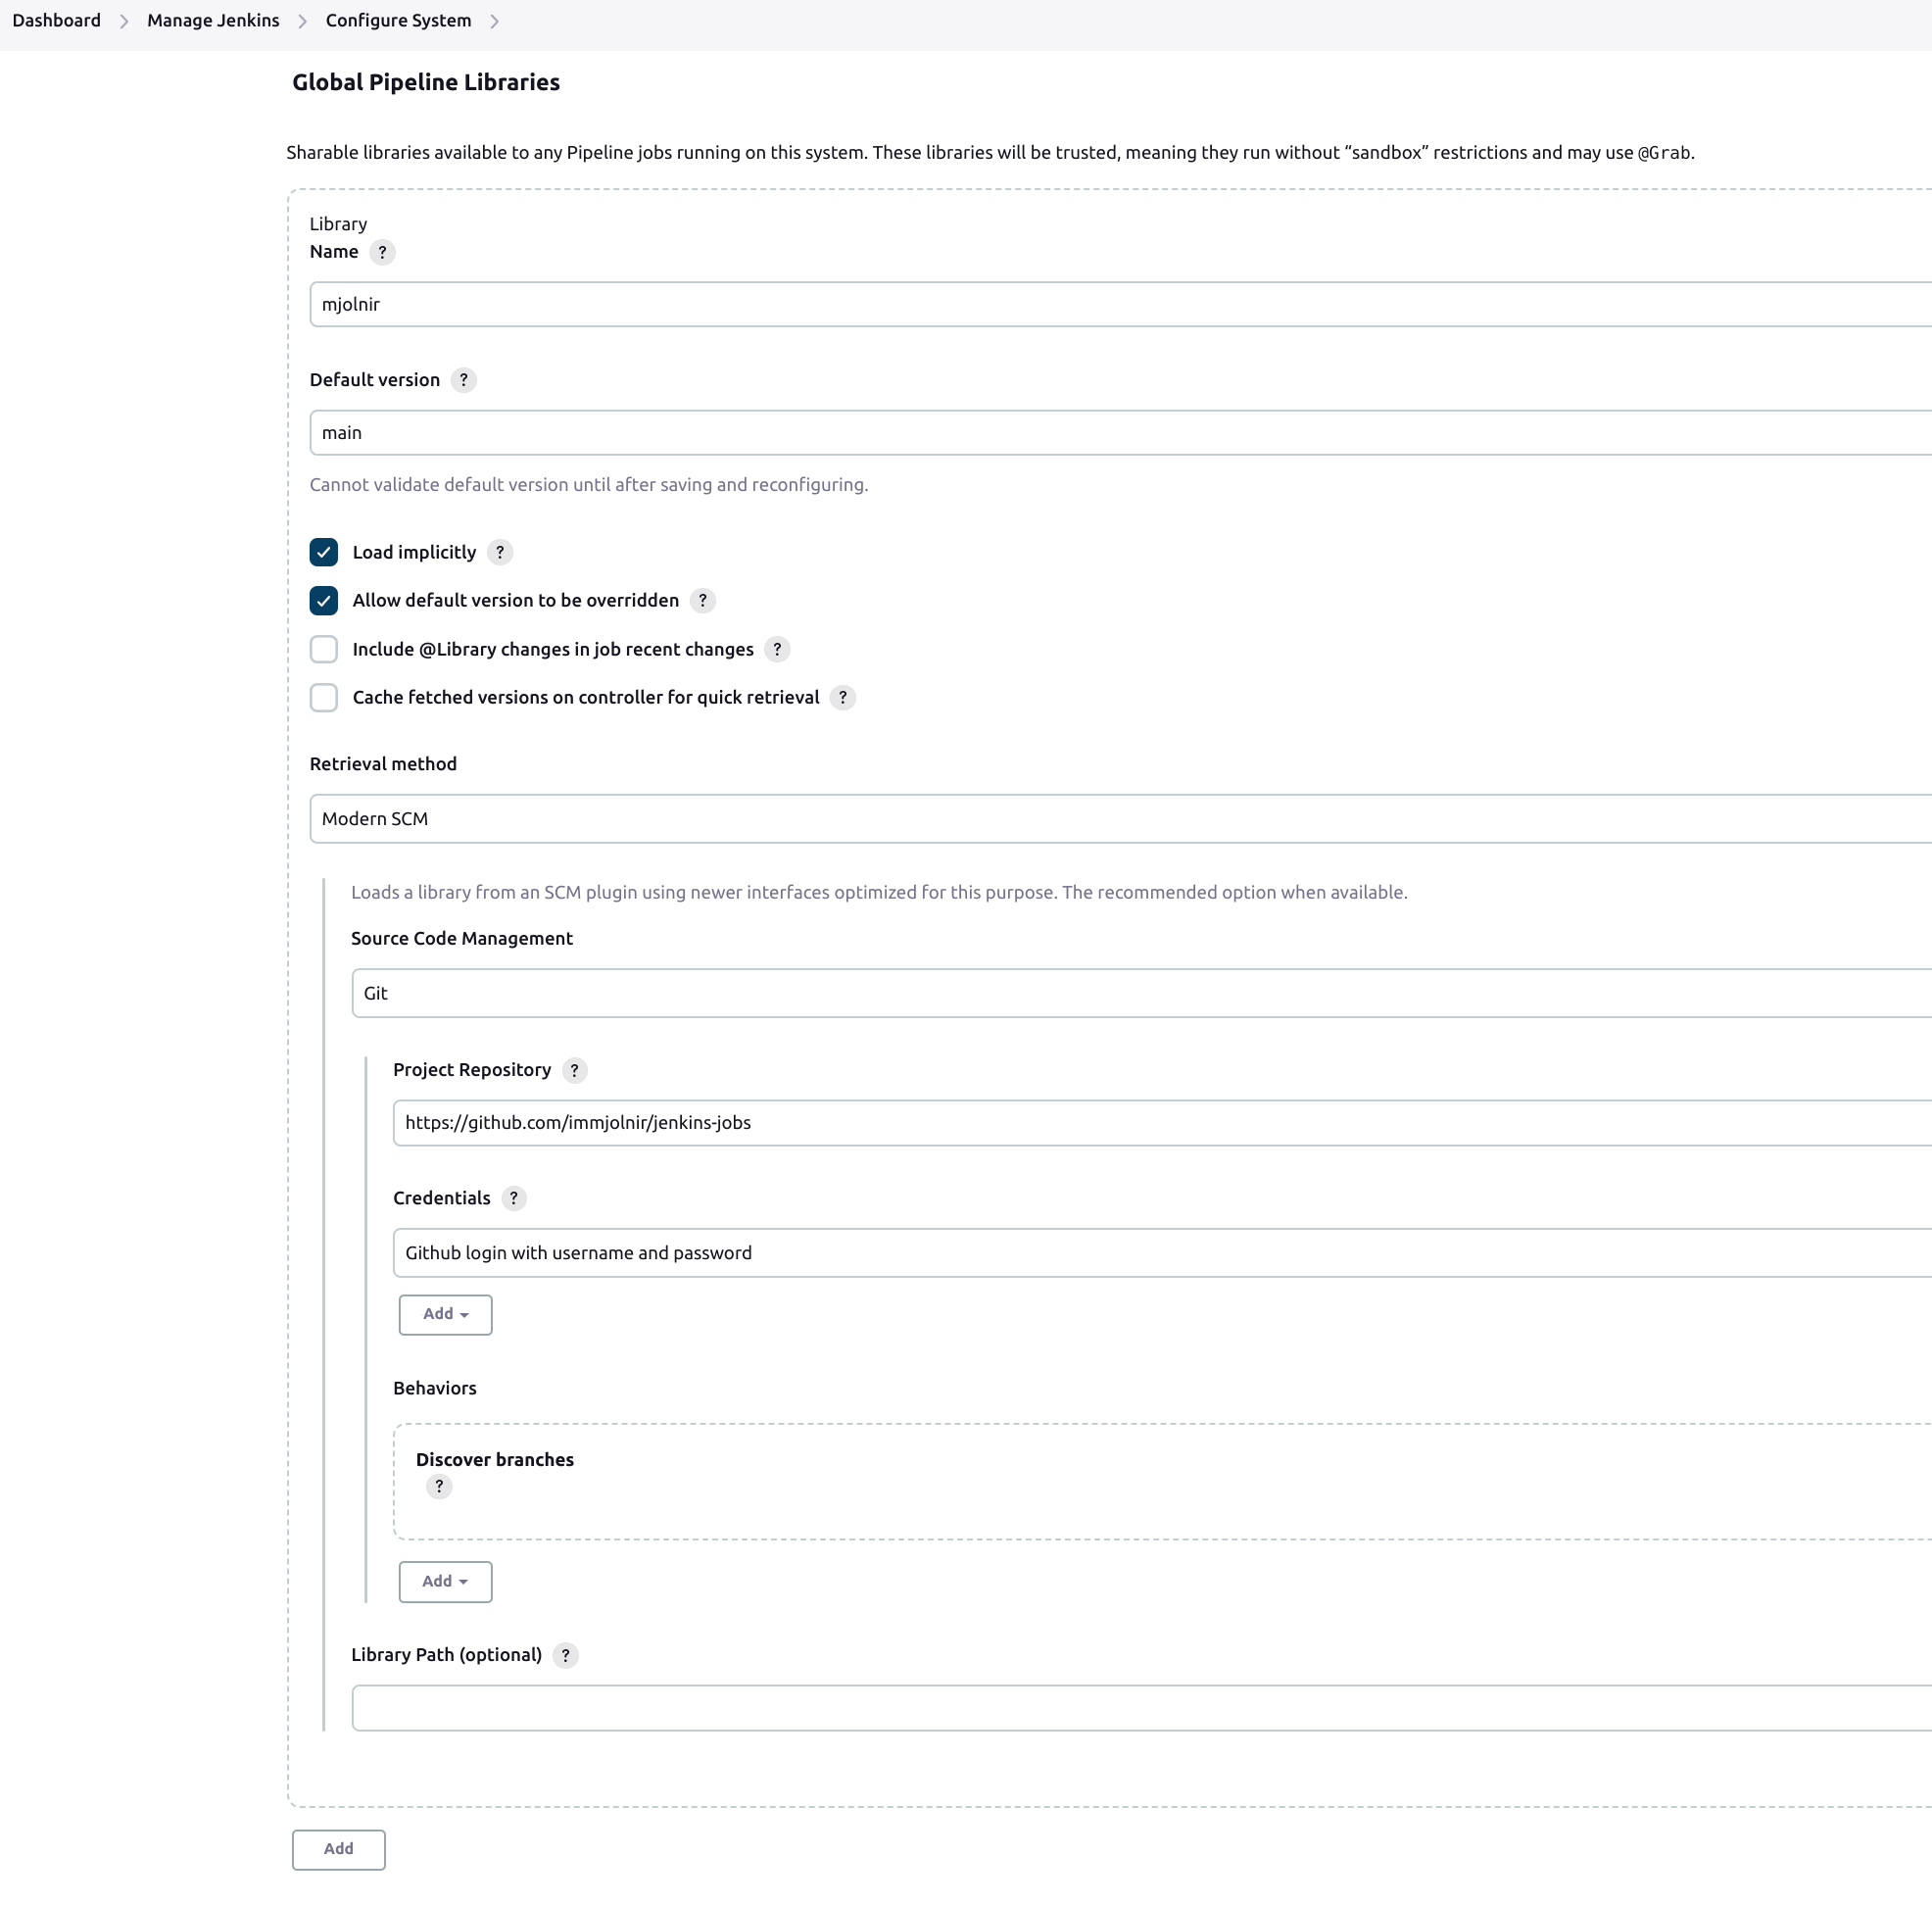 Dashboard > Manage Jenkins > Configure System >
Global Pipeline Libraries
Sharable libraries available to any Pipeline jobs running on this system. These libraries will be trusted, meaning they run without “sandbox” restrictions and may use @Grab.
Library
Name ?
mjolnir
Default version ?
main
Cannot validate default version until after saving and reconfiguring.
Load implicitly ?
Allow default version to be overridden ?
Include @Library changes in job recent changes ?
Cache fetched versions on controller for quick retrieval ?
Retrieval method
Modern SCM
Loads a library from an SCM plugin using newer interfaces optimized for this purpose. The recommended option when available.
Source Code Management
Git
Project Repository ?
https://github.com/immjolnir/jenkins-jobs
Credentials ?
Github login with username and password
Add
Behaviors
Discover branches
?
Add
Library Path (optional) ?
Add